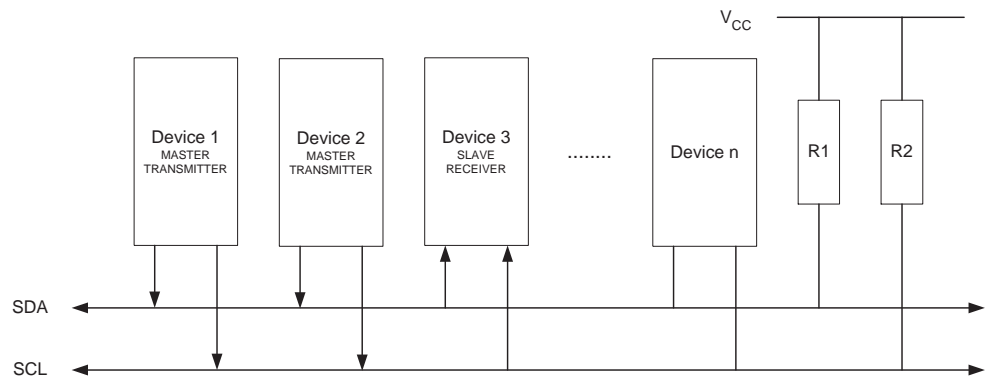 VCC
Device 1
MASTER
TRANSMITTER
Device 2
MASTER
TRANSMITTER
Device 3
SLAVE
RECEIVER
........
Device n
R1
R2
SDA
SCL